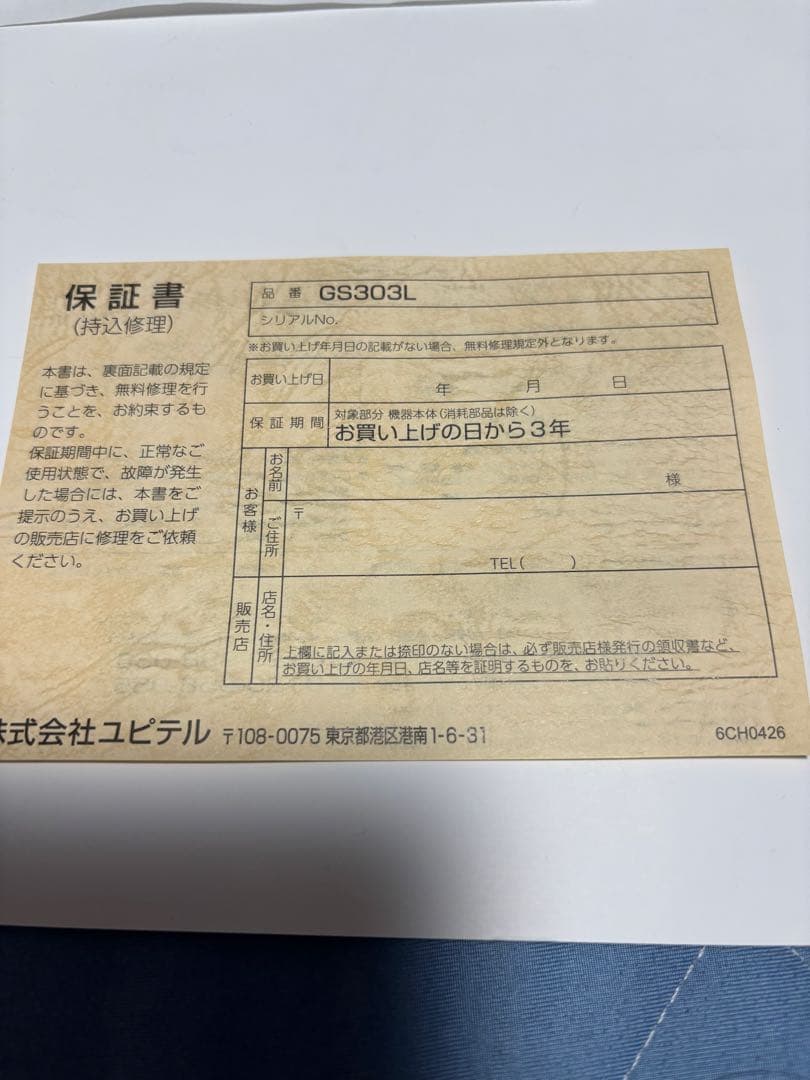 保証書
(持込修理)
本書は、裏面記載の規定
に基づき、無料修理を行
うことを、お約束するも
のです。
保証期間中に、正常なご
使用状態で、故障が発生
した場合には、本書をご
提示のうえ、お買い上げ
の販売店に修理をご依頼
ください。
品番 GS303L
シリアルNo.
※お買い上げ年月日の記載がない場合、無料修理規定外となります。
お買い上げ日 年 月 日
保証期間 対象部分 機器本体(消耗部品は除く)
お買い上げの日から3年
お客様
お名前 様
ご住所 〒
TEL( )
販売店
店名・住所
上欄に記入または捺印のない場合は、必ず販売店様発行の領収書など、
お買い上げの年月日、店名等を証明するものを、お貼りください。
株式会社ユピテル 〒108-0075 東京都港区港南1-6-31
6CH0426